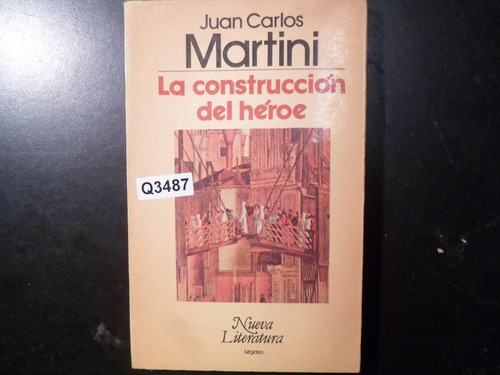 Juan Carlos
Martini
La construcción
del héroe
Q3487
Nueva
Literatura
Legasa